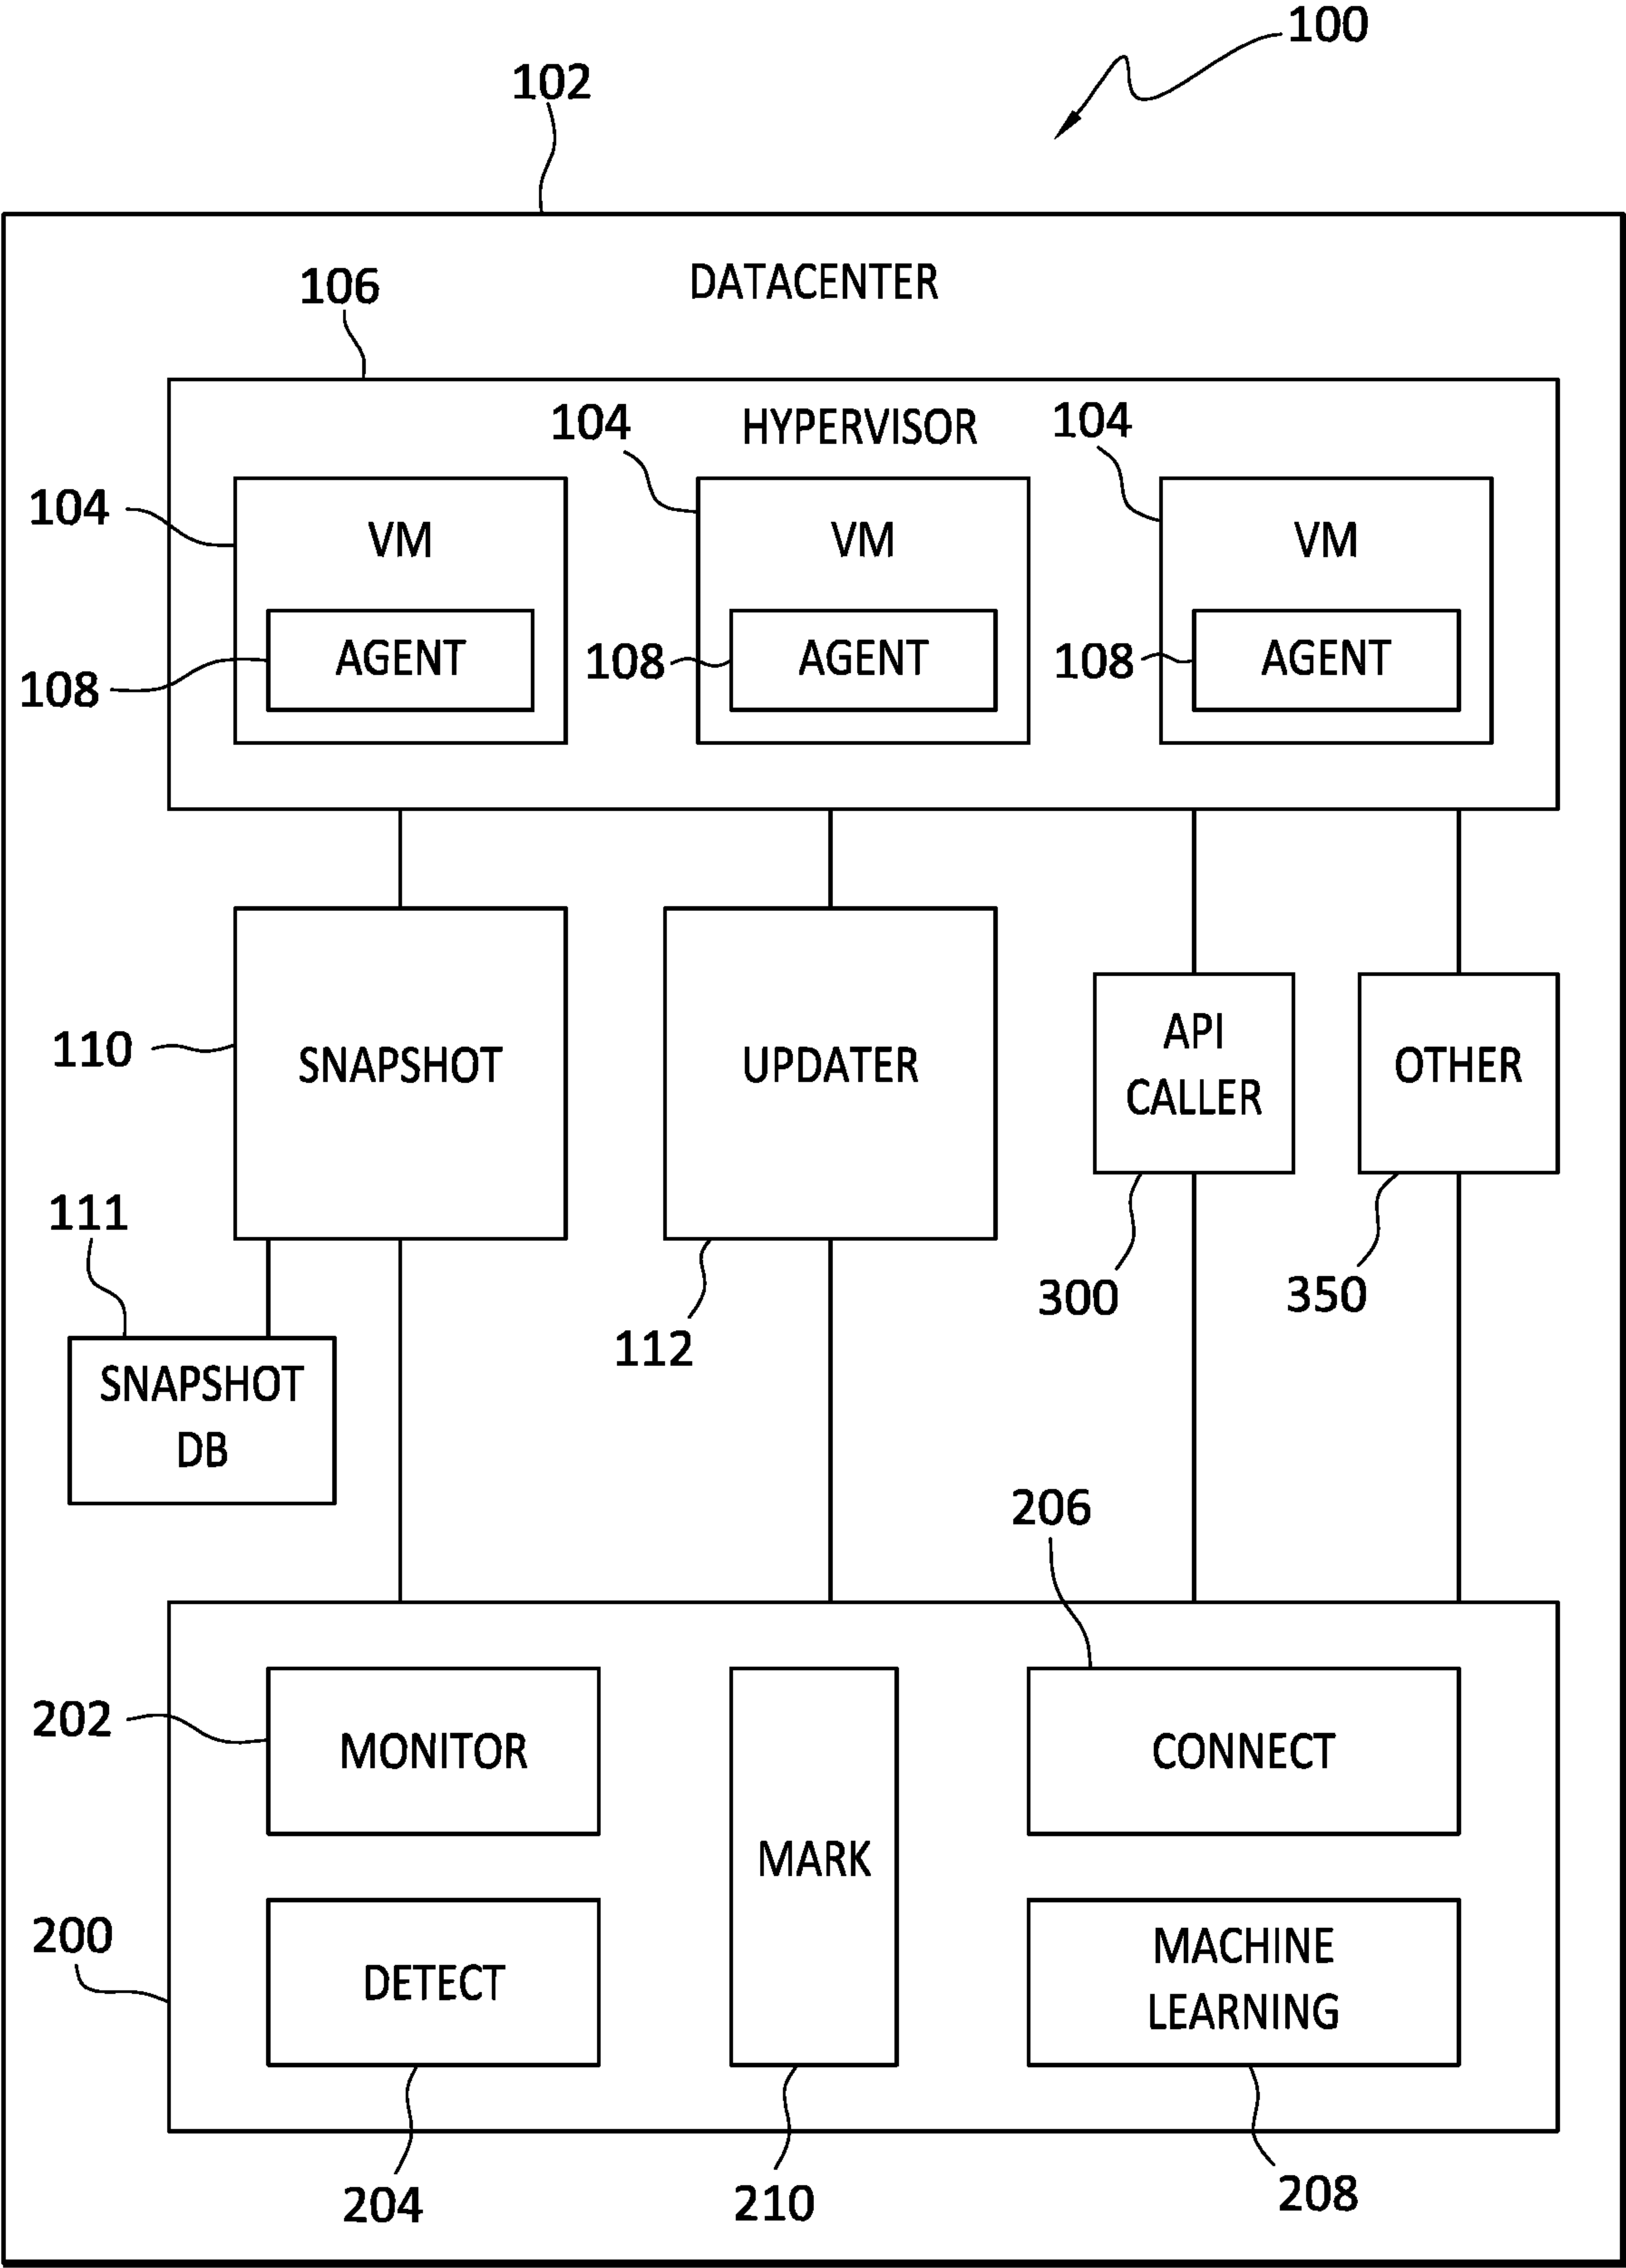 100
102
DATACENTER
106
HYPERVISOR
104
104
104
VM
VM
VM
108
AGENT
108
AGENT
108
AGENT
110
SNAPSHOT
UPDATER
API
CALLER
OTHER
111
300
350
112
SNAPSHOT
DB
206
202
MONITOR
CONNECT
MARK
200
DETECT
MACHINE
LEARNING
204
210
208